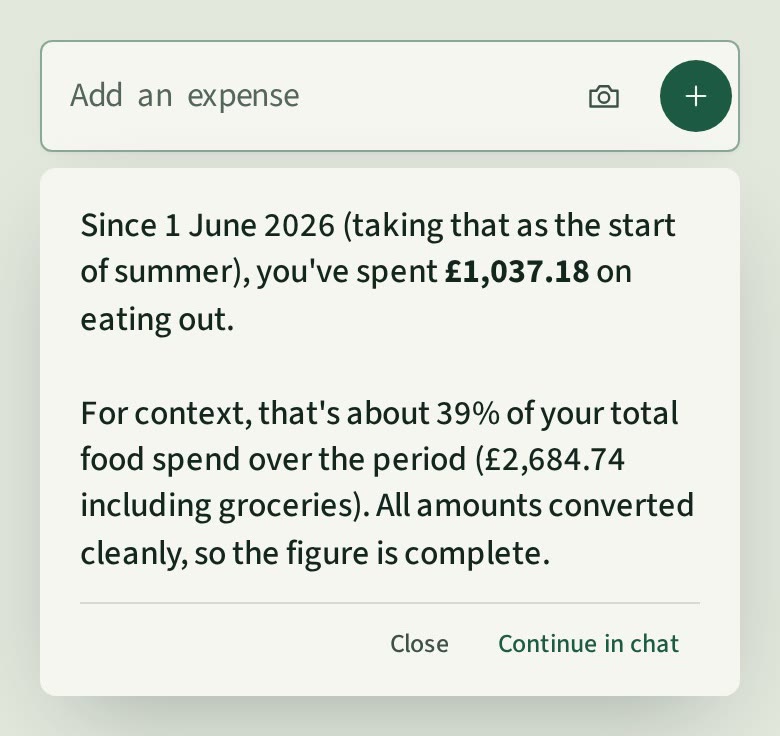 Add an expense
Since 1 June 2026 (taking that as the start
of summer), you've spent £1,037.18 on
eating out.
For context, that's about 39% of your total
food spend over the period (£2,684.74
including groceries). All amounts converted
cleanly, so the figure is complete.
Close Continue in chat